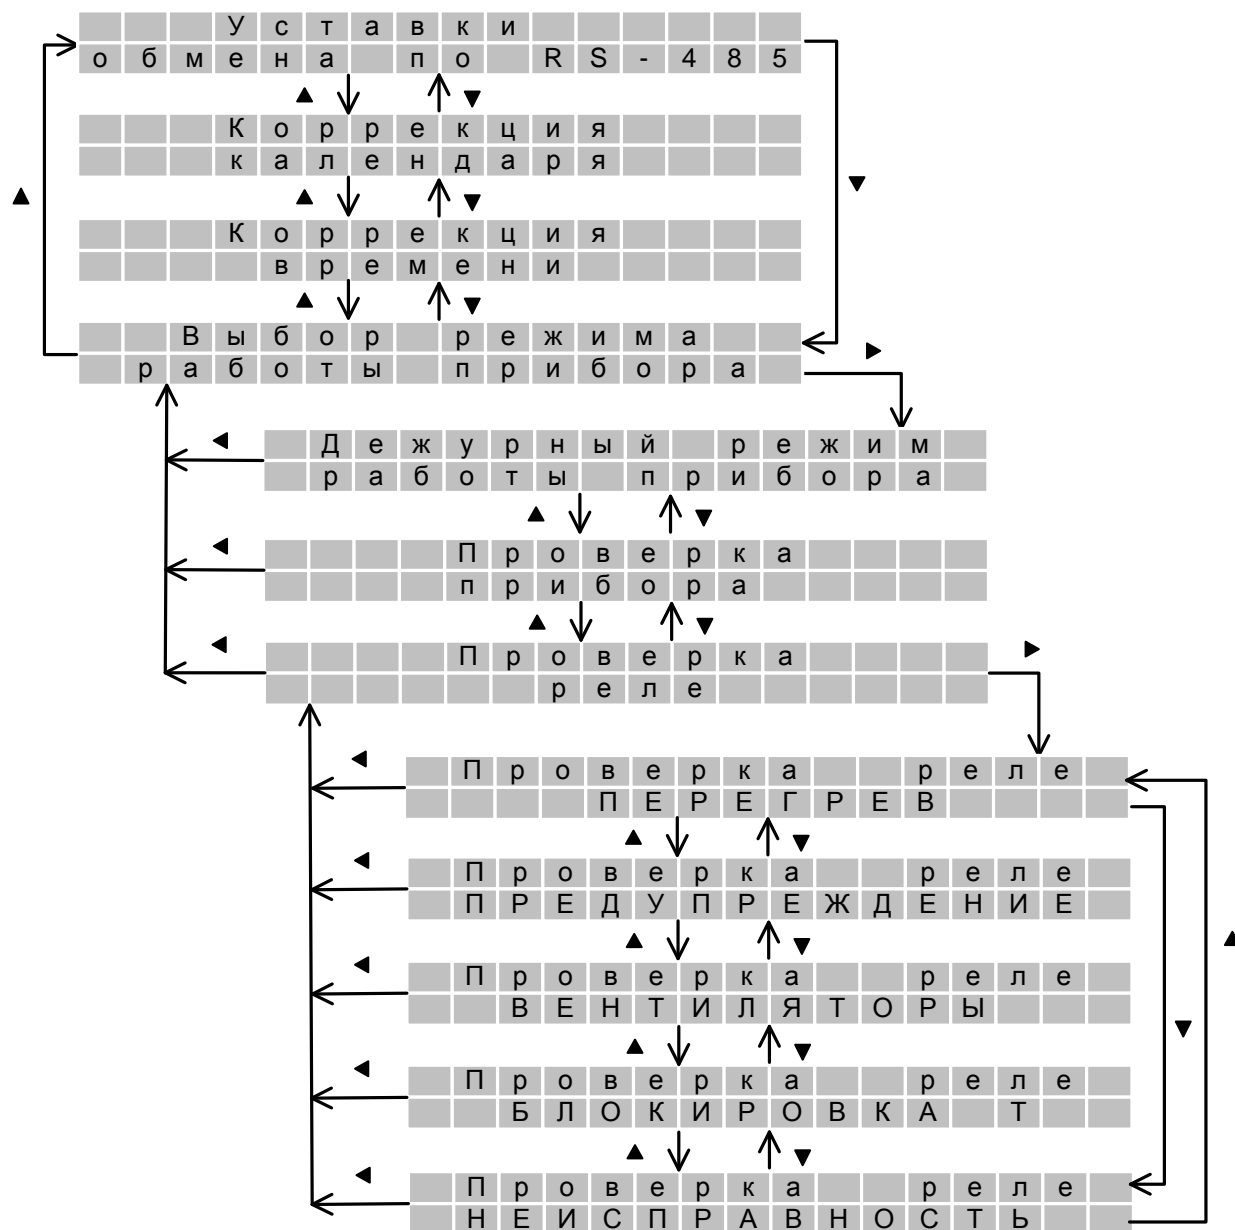 Уставки
обмена по RS-485
Коррекция
календаря
Коррекция
времени
Выбор режима
работы прибора
Дежурный режим
работы прибора
Проверка
прибора
Проверка
реле
Проверка реле
ПЕРЕГРЕВ
Проверка реле
ПРЕДУПРЕЖДЕНИЕ
Проверка реле
ВЕНТИЛЯТОРЫ
Проверка реле
БЛОКИРОВКА Т
Проверка реле
НЕИСПРАВНОСТЬ